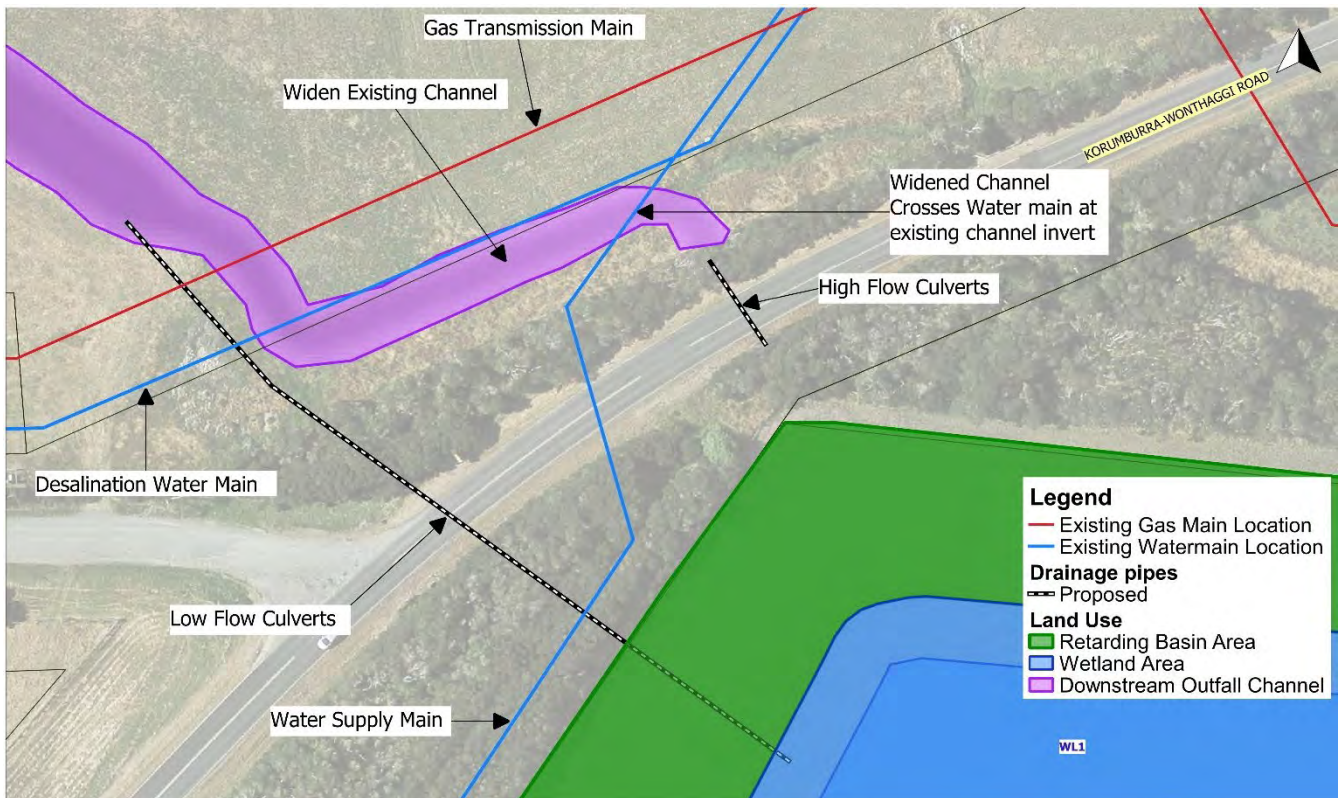 Gas Transmission Main
Widen Existing Channel
KORUMBURRA-WONTHAGGI ROAD
Widened Channel
Crosses Water main at
existing channel invert
High Flow Culverts
Desalination Water Main
Low Flow Culverts
Water Supply Main
Legend
Existing Gas Main Location
Existing Watermain Location
Drainage pipes
Proposed
Land Use
Retarding Basin Area
Wetland Area
Downstream Outfall Channel
WL1